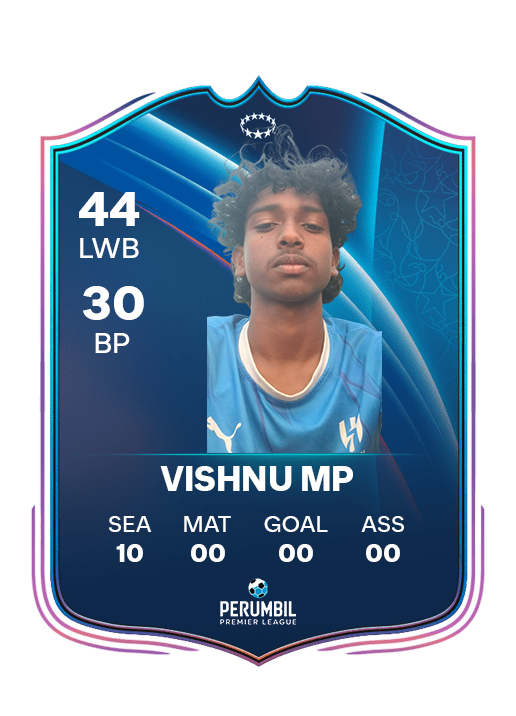 44
LWB
30
BP
VISHNU MP
SEA MAT GOAL ASS
10 00 00 00
PERUMBIL
PREMIER LEAGUE